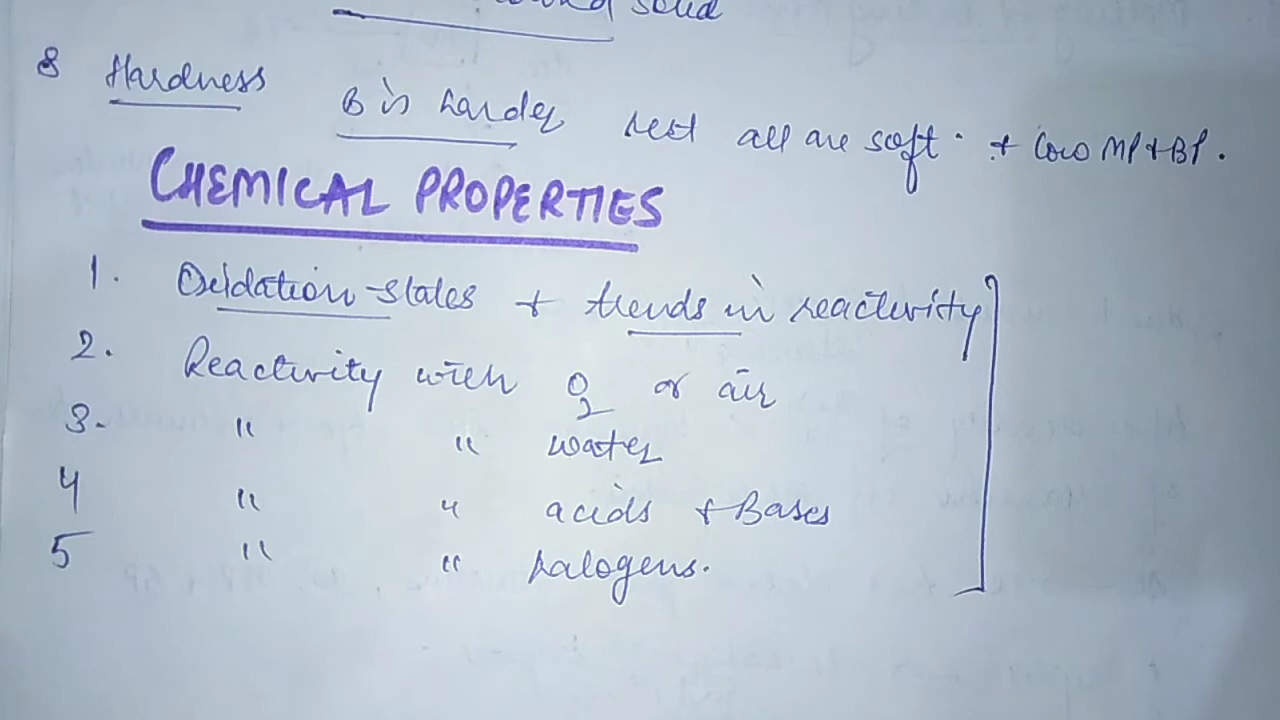 solid
8 Hardness B is harder rest all are soft. + low MP + BP.
CHEMICAL PROPERTIES
1. Oxidation states + trends in reactivity
2. Reactivity with O2 or air
3. " " water
4 " " acids + Bases
5 " " halogens.